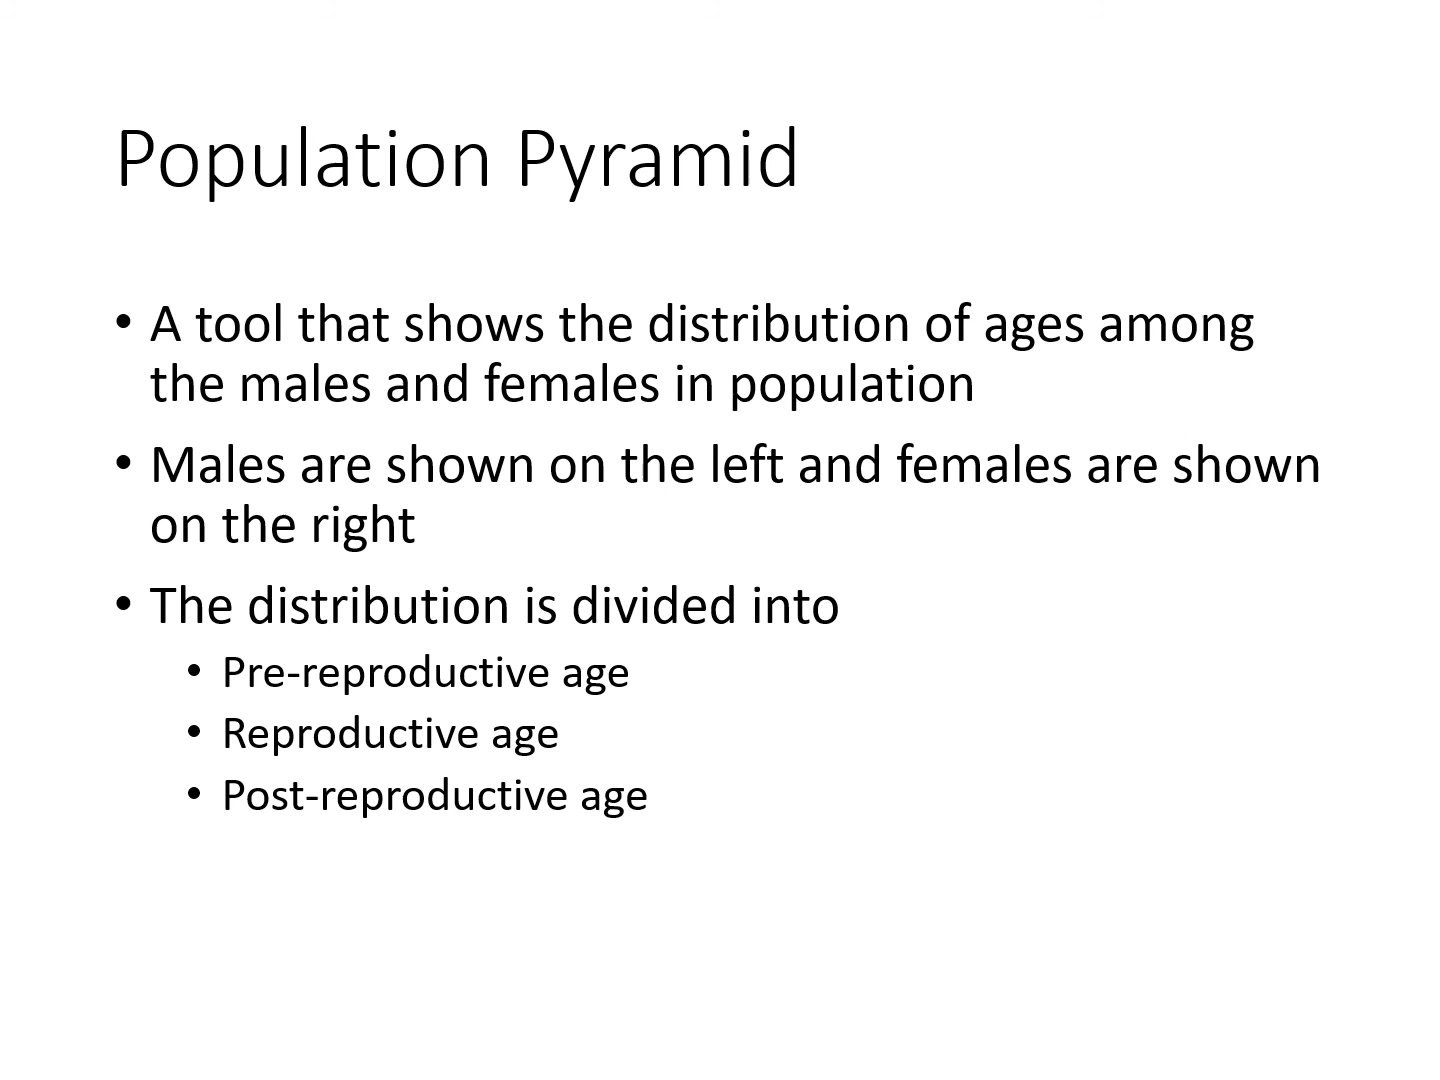 Population Pyramid
• A tool that shows the distribution of ages among
the males and females in population
• Males are shown on the left and females are shown
on the right
• The distribution is divided into
• Pre-reproductive age
• Reproductive age
• Post-reproductive age